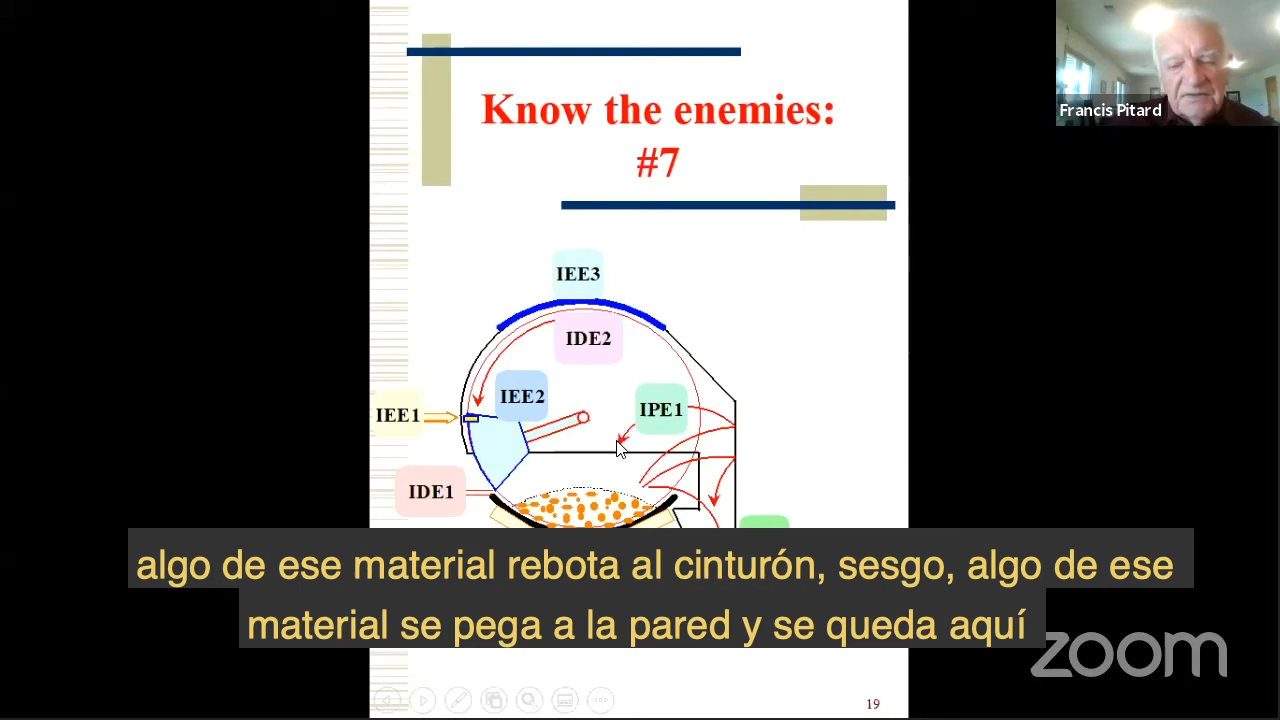 Know the enemies:
#7
Francis Pitard
IEE3
IDE2
IEE2
IPE1
IEE1
IDE1
algo de ese material rebota al cinturón, sesgo, algo de ese
material se pega a la pared y se queda aquí
zoom
19